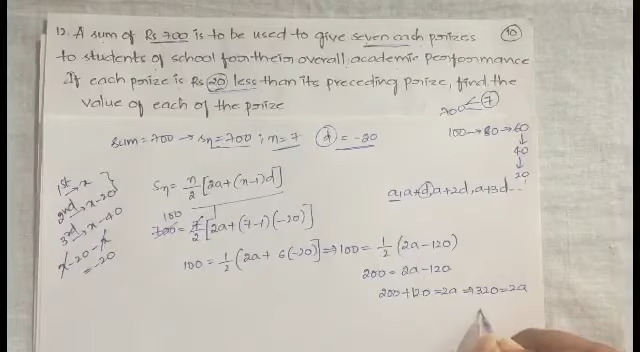 12. A sum of Rs 700 is to be used to give seven cash prizes
to students of school for their overall academic performance
If each prize is Rs 20 less than its preceding prize, find the
value of each of the prize
10
700 7
100 → 80 → 60
↓
40
↓
20
Sum = 700 → Sn = 700 ; n = 7 d = -20
a, a+d, a+2d, a+3d...
1st → x
2nd → x-20
3rd → x-40
x-20-x
= -20
Sn = n/2 [2a + (n-1)d]
100
700 = 7/2 [2a + (7-1)(-20)]
100 = 1/2 (2a + 6(-20)) ⇒ 100 = 1/2 (2a - 120)
200 = 2a - 120
200 + 120 = 2a ⇒ 320 = 2a